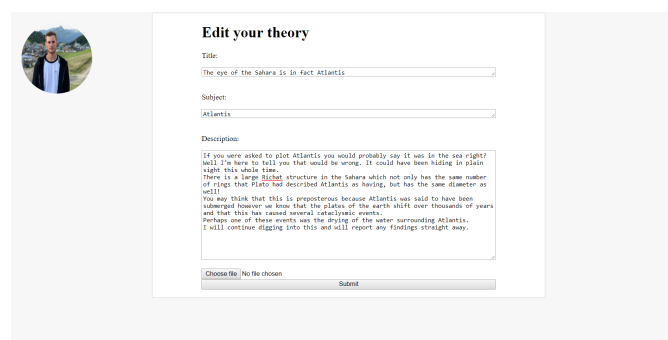 Edit your theory
Title:
The eye of the Sahara is in fact Atlantis
Subject:
Atlantis
Description:
If you were asked to plot Atlantis you would probably say it was in the sea right?
Well I'm here to tell you that would be wrong. It could have been hiding in plain
sight this whole time.
There is a large Richat structure in the Sahara which not only has the same number
of rings that Plato had described Atlantis as having, but has the same diameter as
well!
You may think that this is preposterous because Atlantis was said to have been
submerged however we know that the plates of the earth shift over thousands of years
and that this has caused several cataclysmic events.
Perhaps one of these events was the drying of the water surrounding Atlantis.
I will continue digging into this and will report any findings straight away.
Choose file No file chosen
Submit